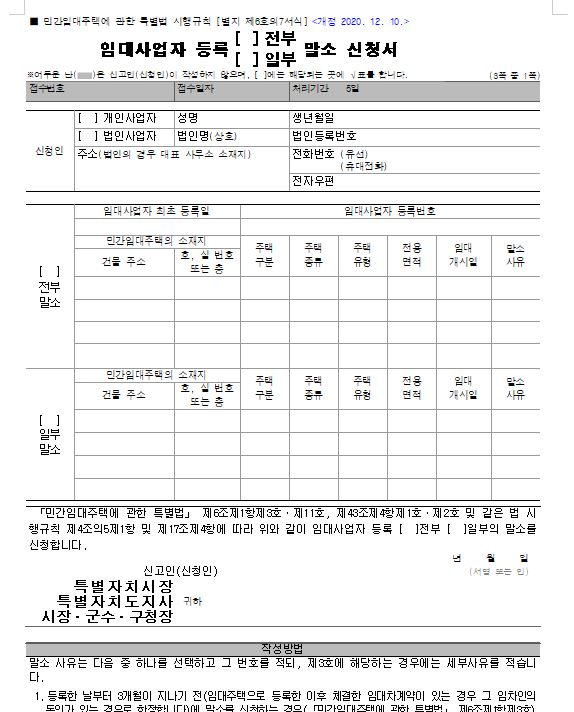 ■ 민간임대주택에 관한 특별법 시행규칙 [별지 제6호의7서식] <개정 2020. 12. 10.>
임대사업자 등록 [ ] 전부 말소 신청서
[ ] 일부
※어두운 난( )은 신고인(신청인)이 작성하지 않으며, [ ]에는 해당되는 곳에 √표를 합니다. (3쪽 중 1쪽)
접수번호 접수일자 처리기간 5일
신청인
[ ] 개인사업자 성명 생년월일
[ ] 법인사업자 법인명(상호) 법인등록번호
주소(법인의 경우 대표 사무소 소재지) 전화번호 (유선)
(휴대전화)
전자우편
임대사업자 최초 등록일 임대사업자 등록번호
[ ] 전부 말소
민간임대주택의 소재지 주택 구분 주택 종류 주택 유형 전용 면적 임대 개시일 말소 사유
건물 주소 호, 실 번호 또는 층
[ ] 일부 말소
민간임대주택의 소재지 주택 구분 주택 종류 주택 유형 전용 면적 임대 개시일 말소 사유
건물 주소 호, 실 번호 또는 층
「민간임대주택에 관한 특별법」 제6조제1항제3호ㆍ제11호, 제43조제4항제1호ㆍ제2호 및 같은 법 시
행규칙 제4조의5제1항 및 제17조제4항에 따라 위와 같이 임대사업자 등록 [ ]전부 [ ]일부의 말소를
신청합니다.
년 월 일
신고인(신청인) (서명 또는 인)
특별자치시장
특별자치도지사 귀하
시장ㆍ군수ㆍ구청장
작성방법
말소 사유는 다음 중 하나를 선택하고 그 번호를 적되, 제3호에 해당하는 경우에는 세부사유를 적습니
다.
1. 등록한 날부터 3개월이 지나기 전(임대주택으로 등록한 이후 체결한 임대차계약이 있는 경우 그 임차인의
동의가 있는 경우로 한정합니다)에 말소를 신청하는 경우(「민간임대주택에 관한 특별법」 제6조제1항제3호)